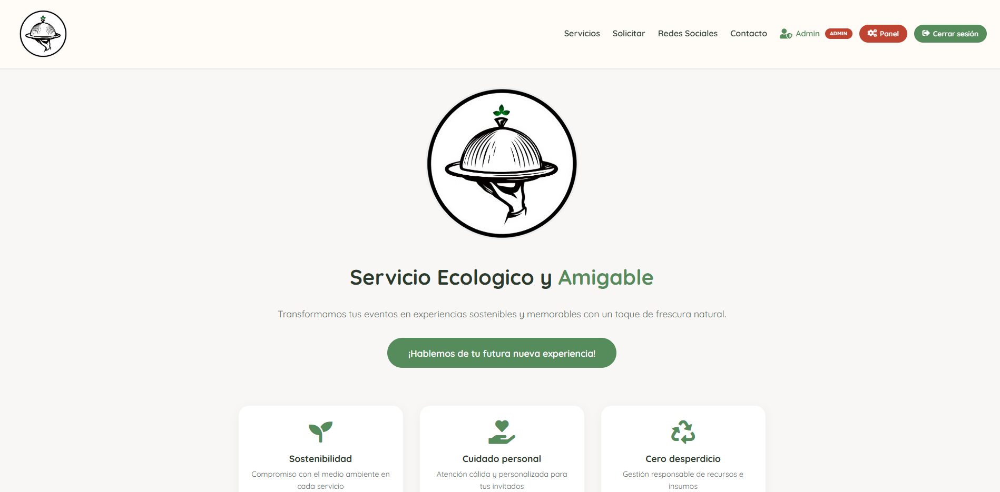 Servicios Solicitar Redes Sociales Contacto Admin ADMIN Panel Cerrar sesión
Servicio Ecologico y Amigable
Transformamos tus eventos en experiencias sostenibles y memorables con un toque de frescura natural.
¡Hablemos de tu futura nueva experiencia!
Sostenibilidad
Compromiso con el medio ambiente en
cada servicio
Cuidado personal
Atención cálida y personalizada para
tus invitados
Cero desperdicio
Gestión responsable de recursos e
insumos